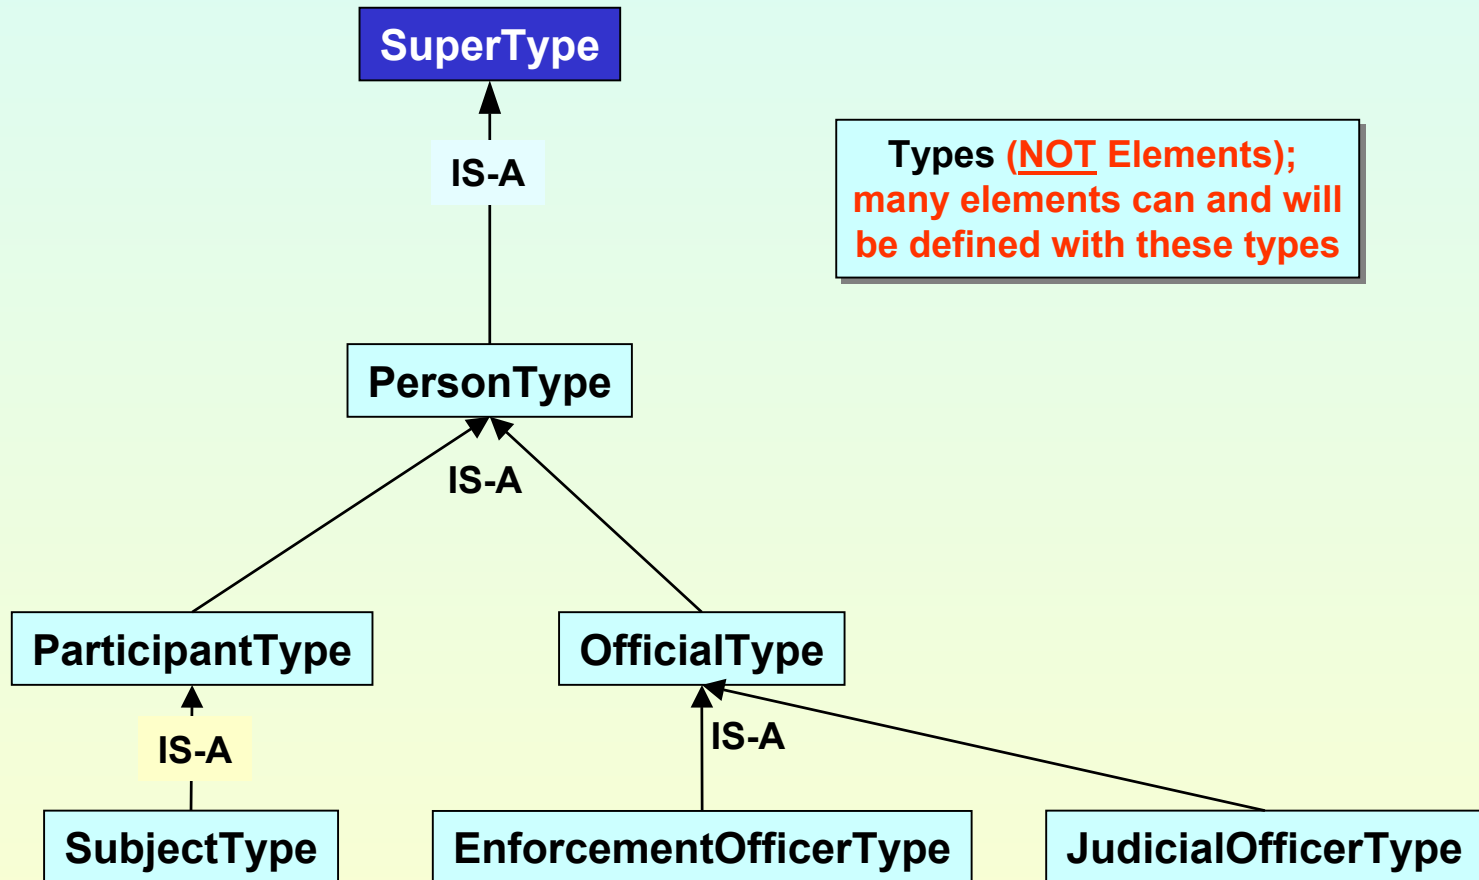 SuperType
IS-A
Types (NOT Elements);
many elements can and will
be defined with these types
PersonType
IS-A
ParticipantType
OfficialType
IS-A
IS-A
SubjectType
EnforcementOfficerType
JudicialOfficerType